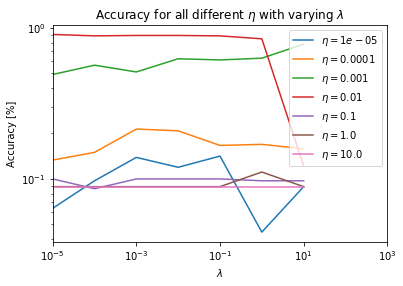 Accuracy for all different η with varying λ
Accuracy [%]
10⁰
10⁻¹
η = 1e − 05
η = 0.0001
η = 0.001
η = 0.01
η = 0.1
η = 1.0
η = 10.0
10⁻⁵
10⁻³
10⁻¹
10¹
10³
λ